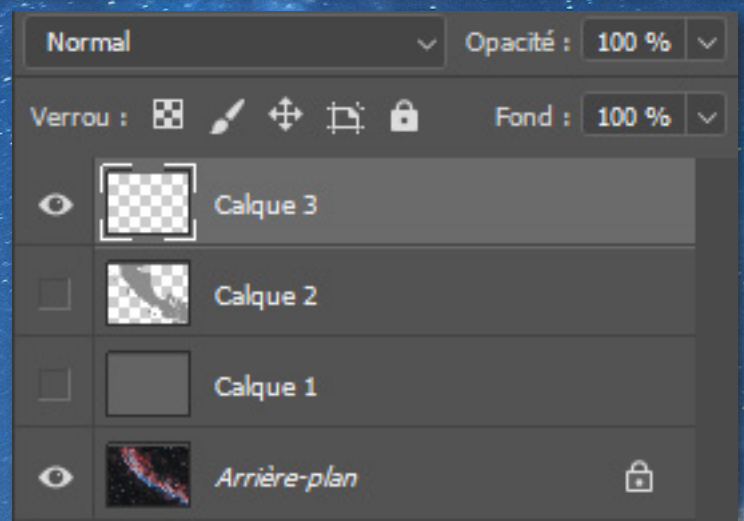 Normal Opacité : 100 %
Verrou : Fond : 100 %
Calque 3
Calque 2
Calque 1
Arrière-plan